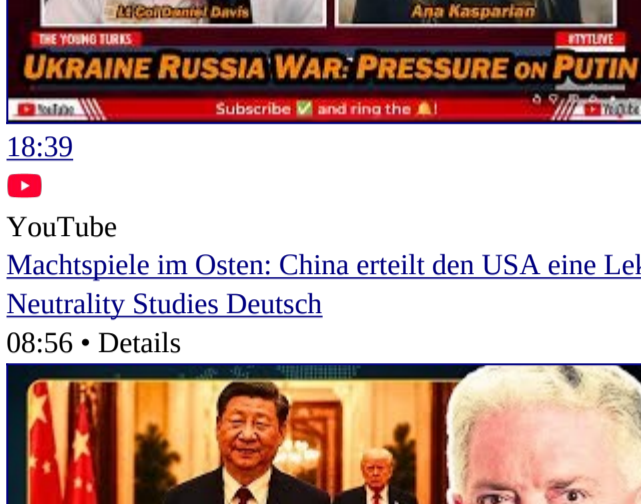 Lt Col Daniel Davis
Ana Kasparian
THE YOUNG TURKS
#TYTLIVE
UKRAINE RUSSIA WAR: PRESSURE ON PUTIN
YouTube
Subscribe ✅ and ring the 🔔!
YouTube
18:39
YouTube
Machtspiele im Osten: China erteilt den USA eine Lek
Neutrality Studies Deutsch
08:56 • Details